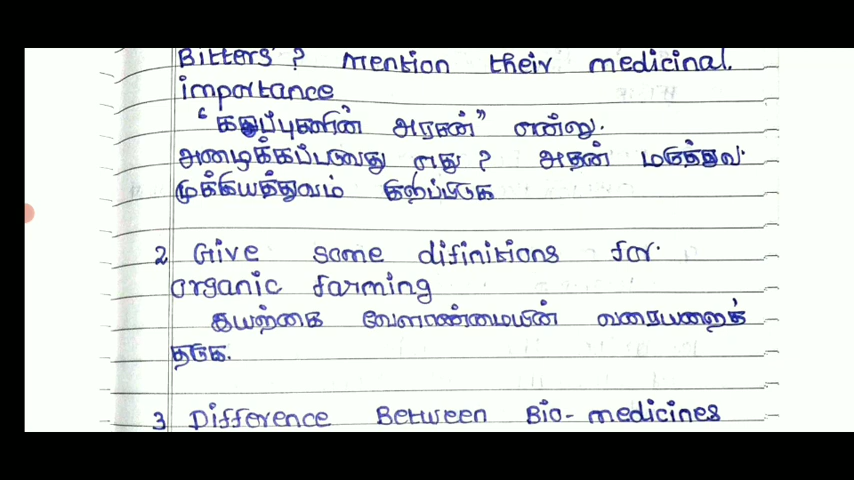 Bitters? Mention their medicinal
importance
"கசப்புகளின் அரசன்" என்று
அழைக்கப்படுவது எது? அதன் மருத்துவ
முக்கியத்துவம் குறிப்பிடுக
2 Give some difinitions for
organic farming
இயற்கை வேளாண்மையின் வரையறைத்
தருக.
3 Difference Between Bio-medicines